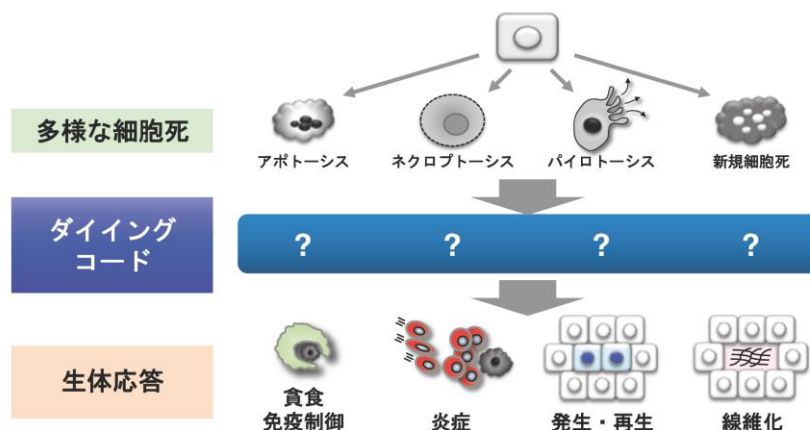 多様な細胞死
アポトーシス
ネクロプトーシス
パイロトーシス
新規細胞死
ダイイング
コード
? ? ? ?
生体応答
貪食
免疫制御
炎症
発生・再生
線維化